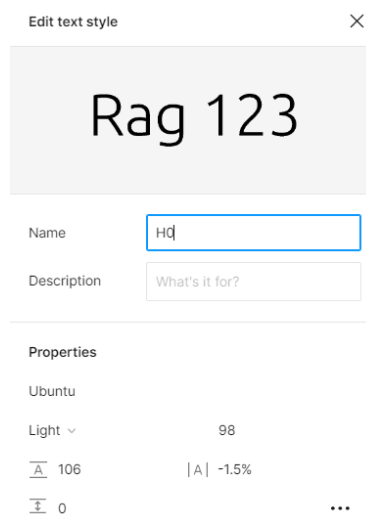 Edit text style
Rag 123
Name H0
Description What's it for?
Properties
Ubuntu
Light 98
A 106 |A| -1.5%
0